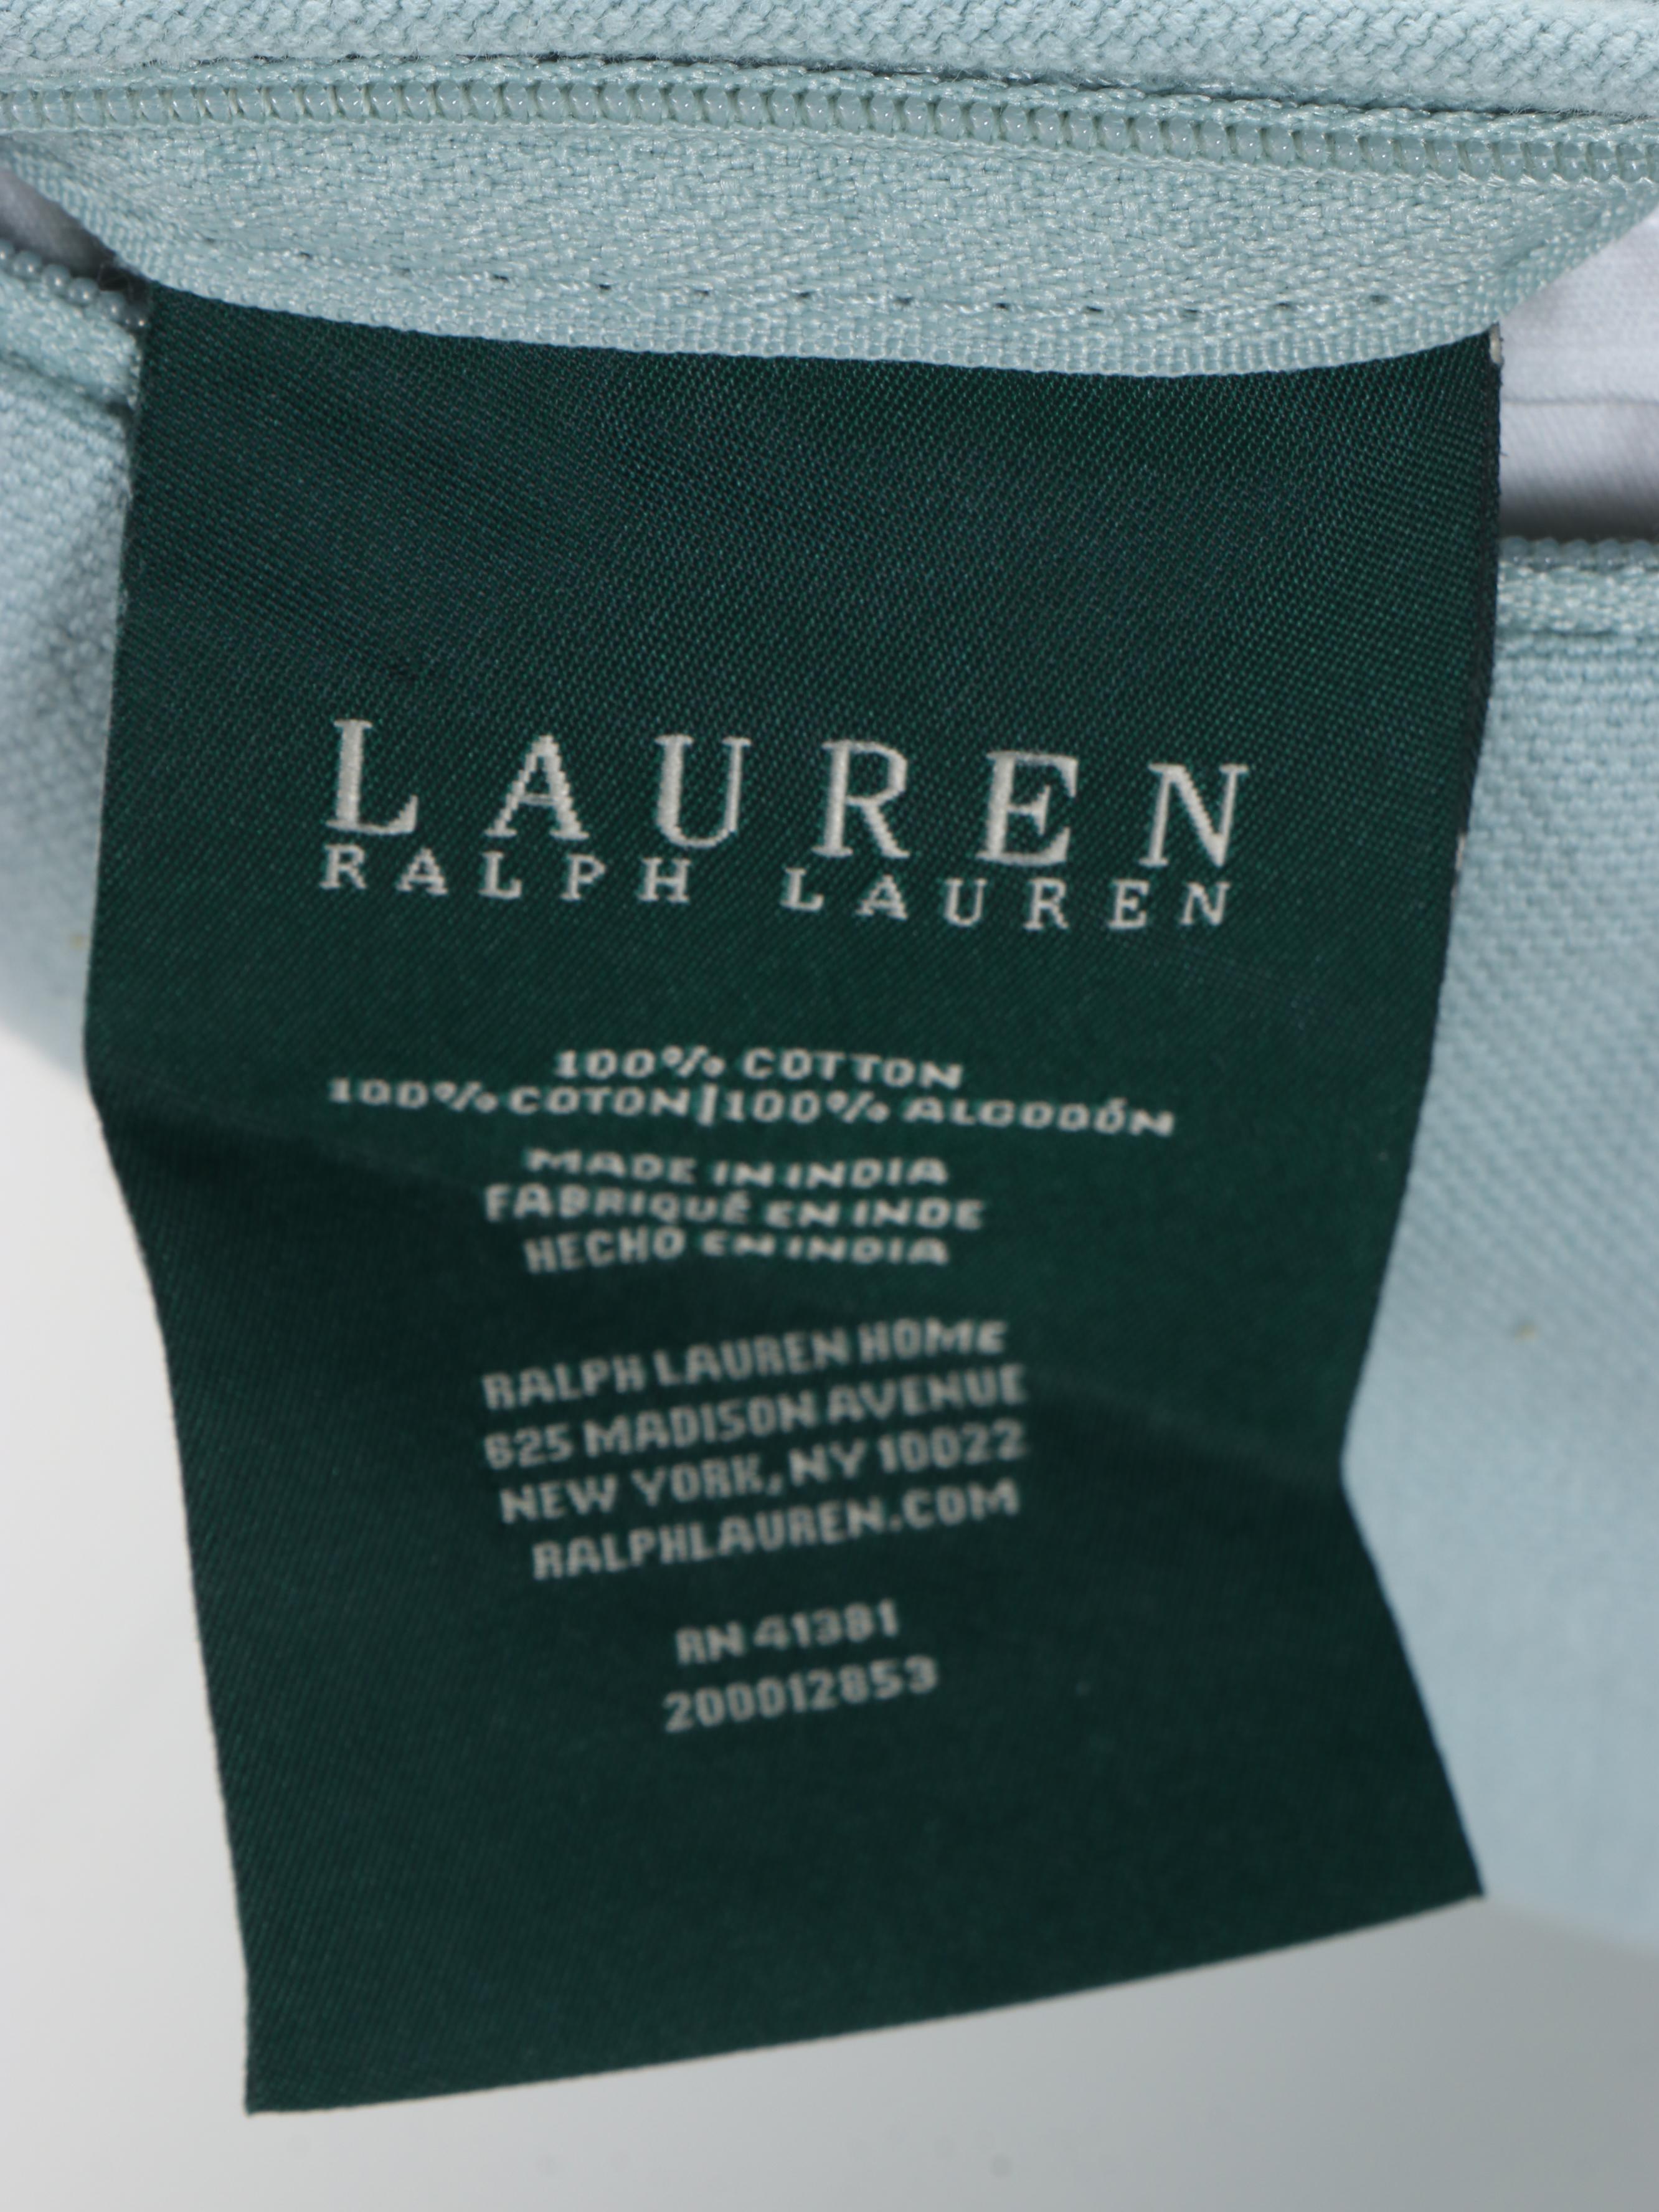 LAUREN
RALPH LAUREN
100% COTTON
100% COTON|100% ALGODÓN
MADE IN INDIA
FABRIQUÉ EN INDE
HECHO EN INDIA
RALPH LAUREN HOME
625 MADISON AVENUE
NEW YORK, NY 10022
RALPHLAUREN.COM
RN 41381
200012853